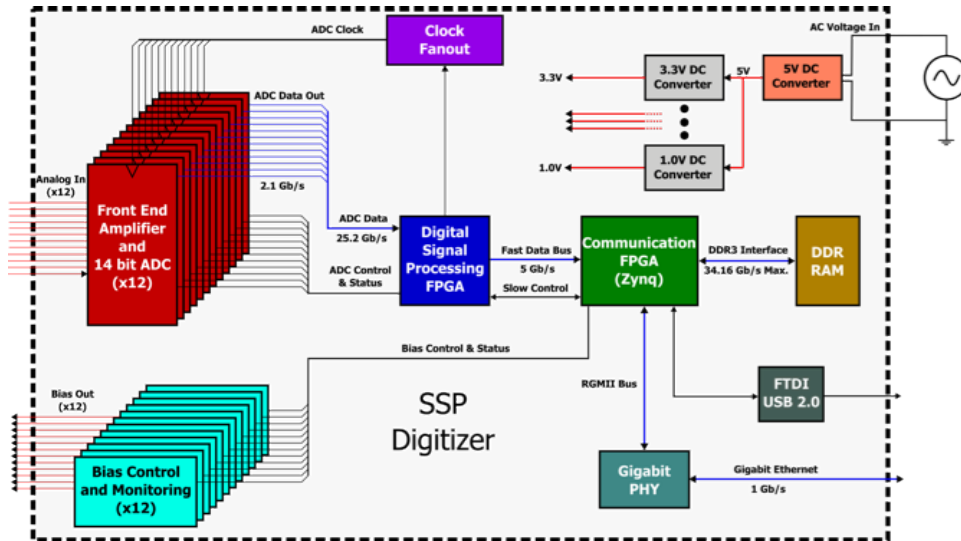 ADC Clock
Clock
Fanout
AC Voltage In
3.3V
3.3V DC
Converter
5V
5V DC
Converter
1.0V
1.0V DC
Converter
ADC Data Out
Analog In
(x12)
2.1 Gb/s
Front End
Amplifier
and
14 bit ADC
(x12)
ADC Data
25.2 Gb/s
ADC Control
& Status
Digital
Signal
Processing
FPGA
Fast Data Bus
5 Gb/s
Slow Control
Communication
FPGA
(Zynq)
DDR3 Interface
34.16 Gb/s Max.
DDR
RAM
Bias Control & Status
RGMII Bus
FTDI
USB 2.0
Bias Out
(x12)
Bias Control
and Monitoring
(x12)
SSP
Digitizer
Gigabit
PHY
Gigabit Ethernet
1 Gb/s